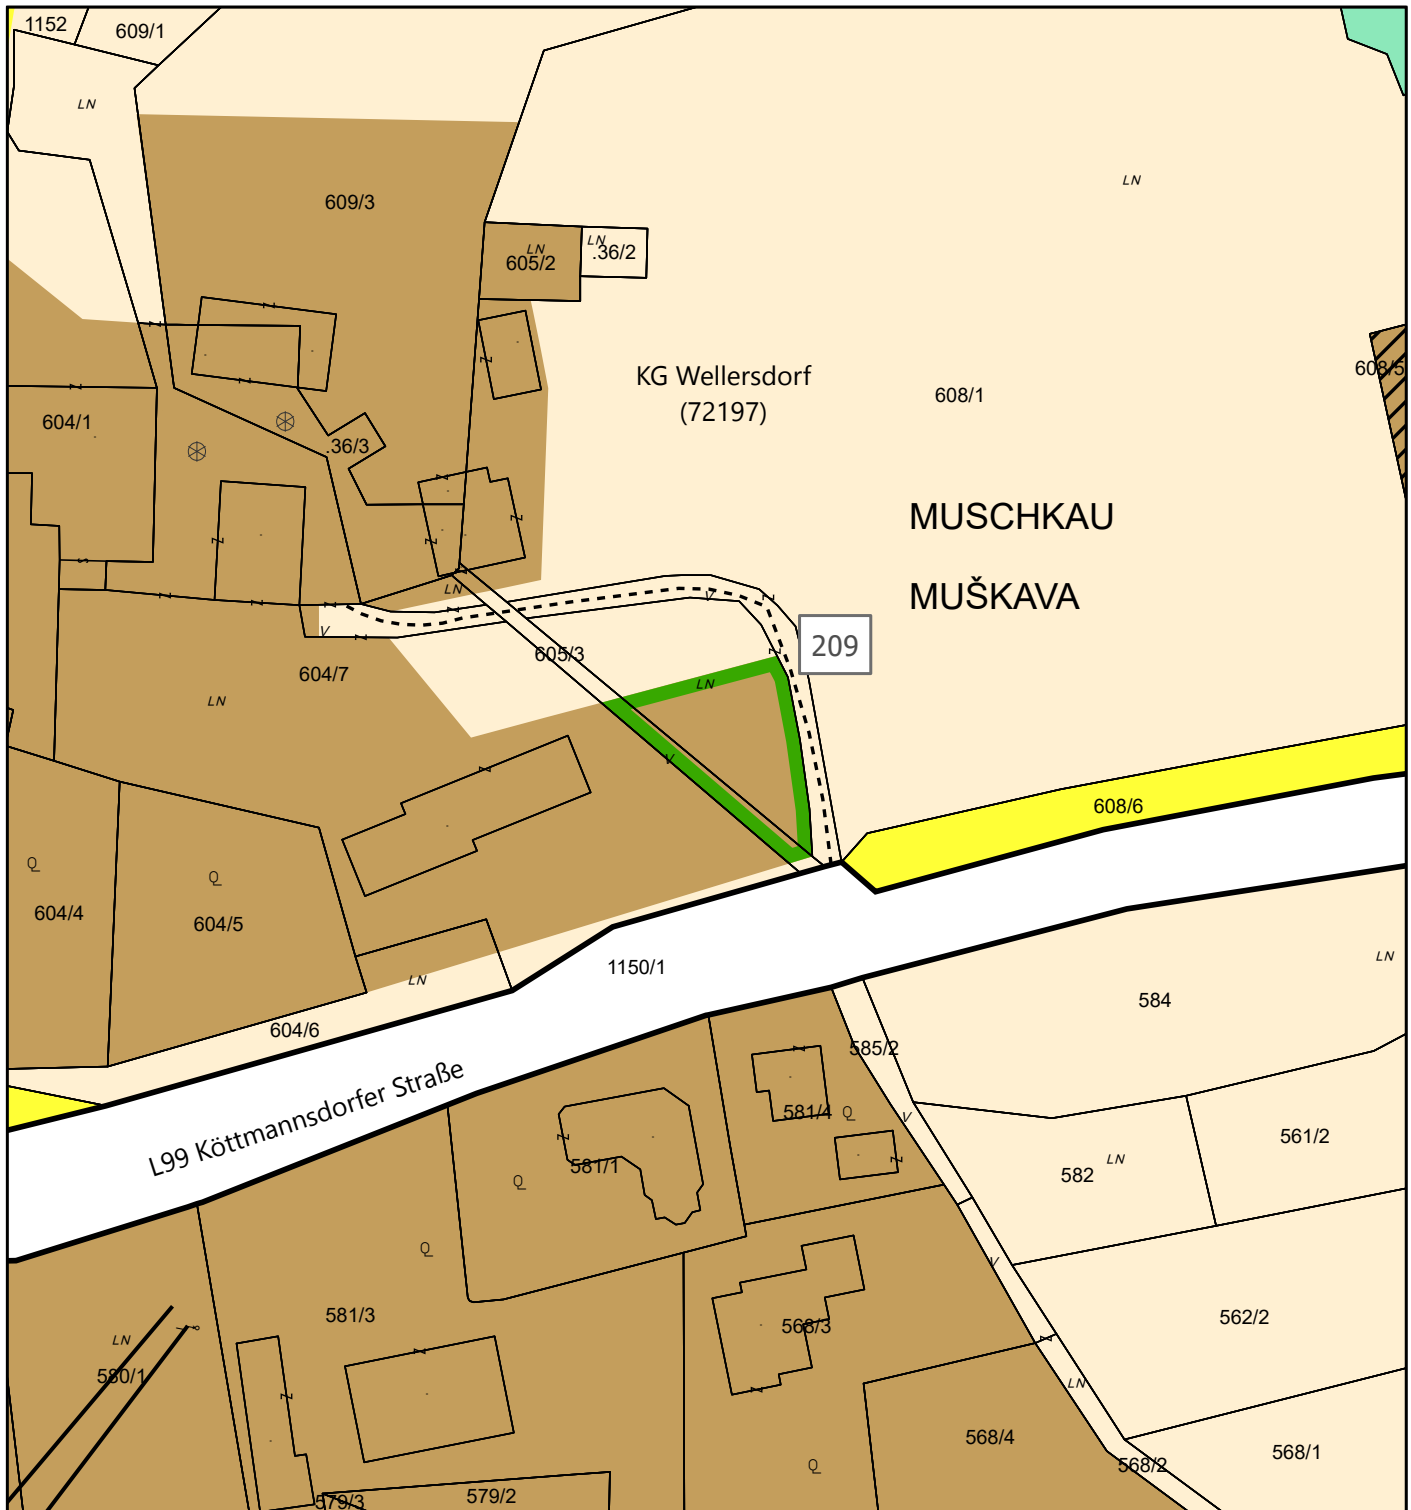 1152
609/1
LN
LN
609/3
LN
605/2
LN
.36/2
KG Wellersdorf
(72197)
608/1
608/5
604/1
.36/3
MUSCHKAU
MUŠKAVA
LN
V
V
209
605/3
604/7
LN
LN
V
608/6
Q
Q
604/4
604/5
1150/1
LN
LN
584
604/6
585/2
L99 Köttmannsdorfer Straße
581/4
Q
V
561/2
581/1
LN
582
Q
Q
V
581/3
562/2
568/3
LN
580/1
LN
568/4
568/1
Q
568/2
579/3
579/2